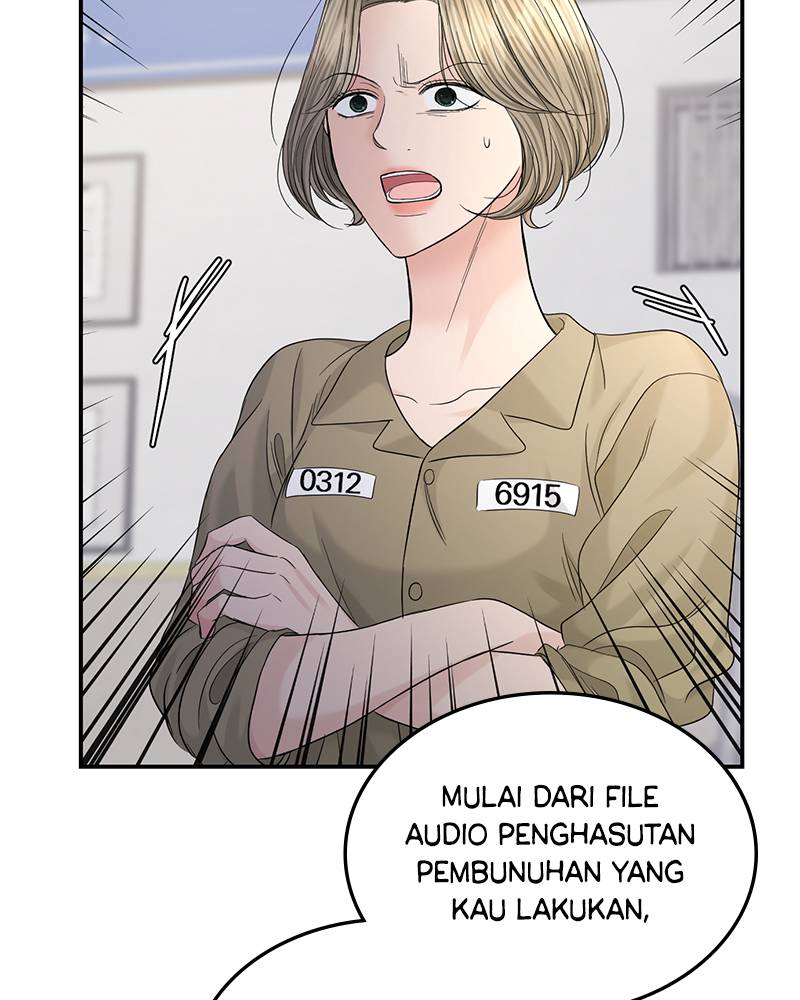 0312
6915
MULAI DARI FILE
AUDIO PENGHASUTAN
PEMBUNUHAN YANG
KAU LAKUKAN,